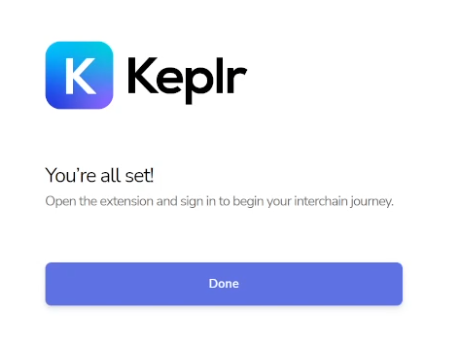 K Keplr
You're all set!
Open the extension and sign in to begin your interchain journey.
Done